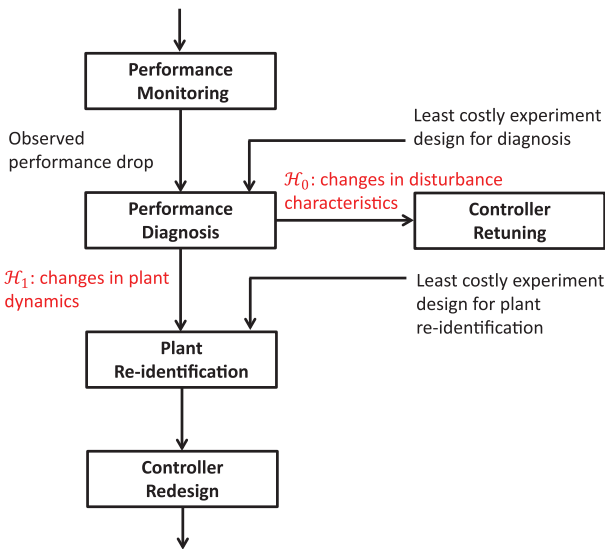 Performance
Monitoring
Least costly experiment
design for diagnosis
Observed
performance drop
ℋ₀: changes in disturbance
characteristics
Performance
Diagnosis
Controller
Retuning
ℋ₁: changes in plant
dynamics
Least costly experiment
design for plant
re-identification
Plant
Re-identification
Controller
Redesign